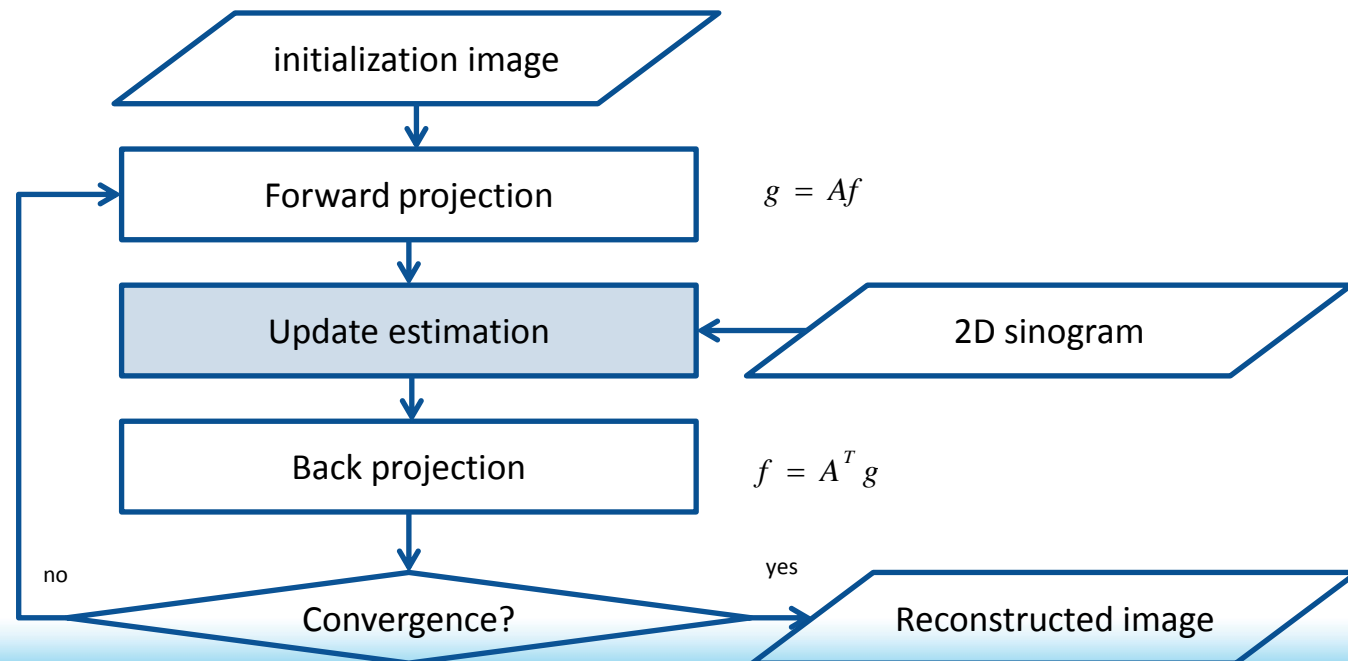 initialization image
Forward projection
g = Af
Update estimation
2D sinogram
Back projection
f = A^T g
no
yes
Convergence?
Reconstructed image